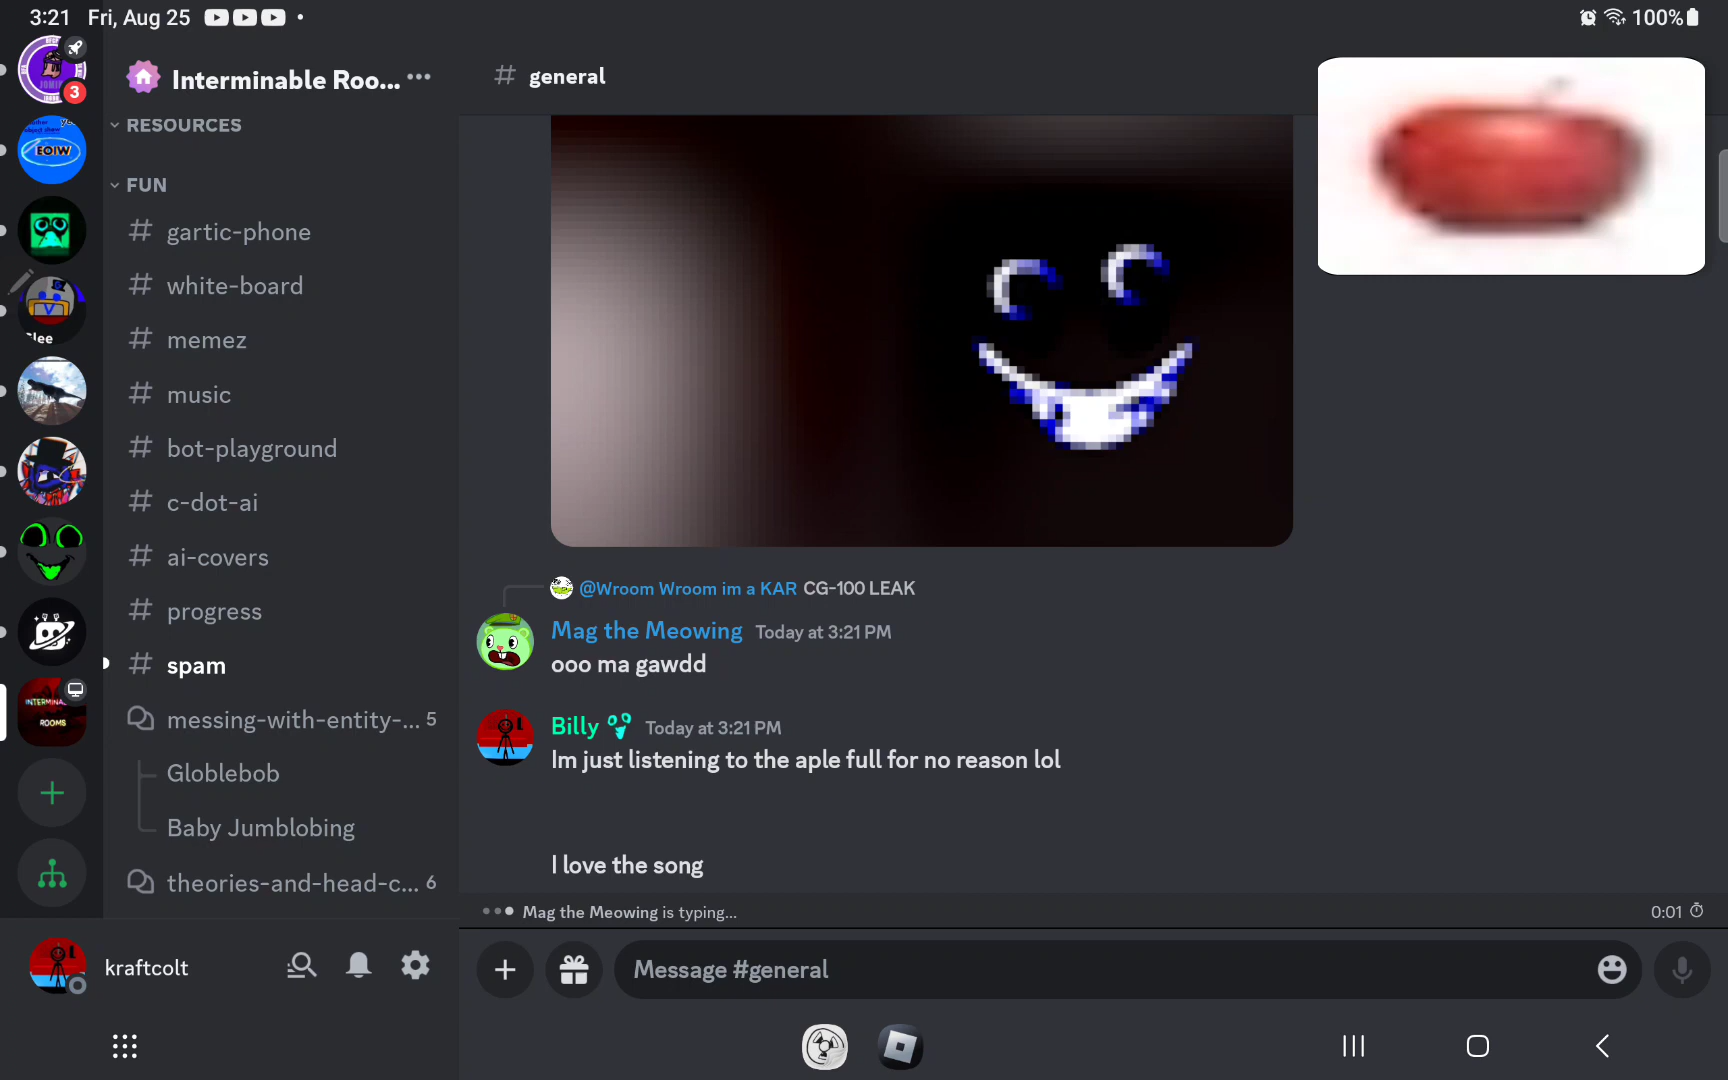 3:21 Fri, Aug 25
100%
3
EOIW
V
INTERMINA
ROOMS
Interminable Roo... ...
RESOURCES
FUN
# gartic-phone
# white-board
# memez
# music
# bot-playground
# c-dot-ai
# ai-covers
# progress
# spam
messing-with-entity-... 5
Globlebob
Baby Jumblobing
theories-and-head-c... 6
kraftcolt
# general
@Wroom Wroom im a KAR CG-100 LEAK
Mag the Meowing Today at 3:21 PM
ooo ma gawdd
Billy Today at 3:21 PM
Im just listening to the aple full for no reason lol
I love the song
Mag the Meowing is typing...
0:01
Message #general